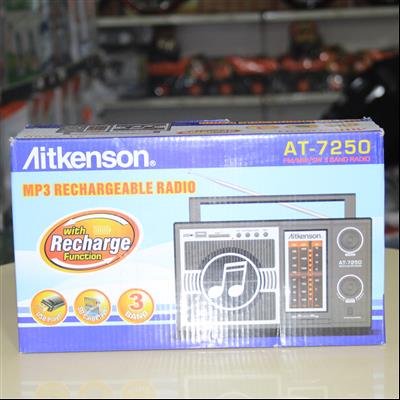 Aitkenson®
AT-7250
FM/MW/SW 3 BAND RADIO
MP3 RECHARGEABLE RADIO
with
Recharge
Function
3
BAND
Aitkenson
AT-7250